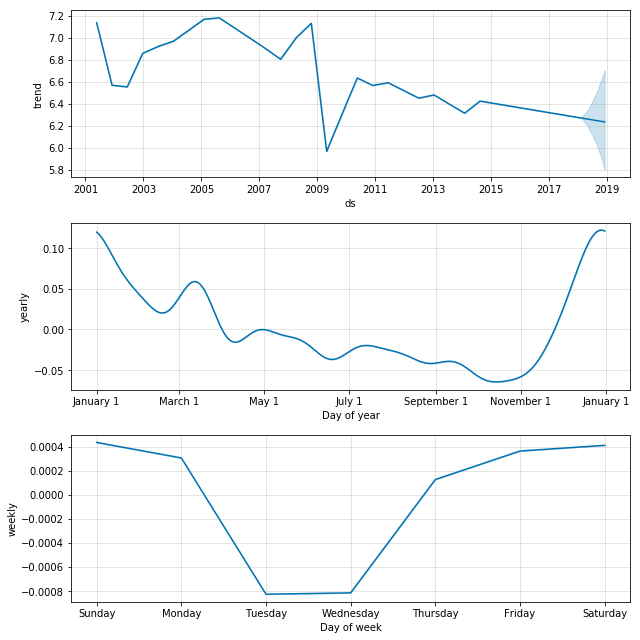 7.2
7.0
6.8
6.6
6.4
6.2
6.0
5.8
trend
2001 2003 2005 2007 2009 2011 2013 2015 2017 2019
ds
0.10
0.05
0.00
−0.05
yearly
January 1 March 1 May 1 July 1 September 1 November 1 January 1
Day of year
0.0004
0.0002
0.0000
−0.0002
−0.0004
−0.0006
−0.0008
weekly
Sunday Monday Tuesday Wednesday Thursday Friday Saturday
Day of week